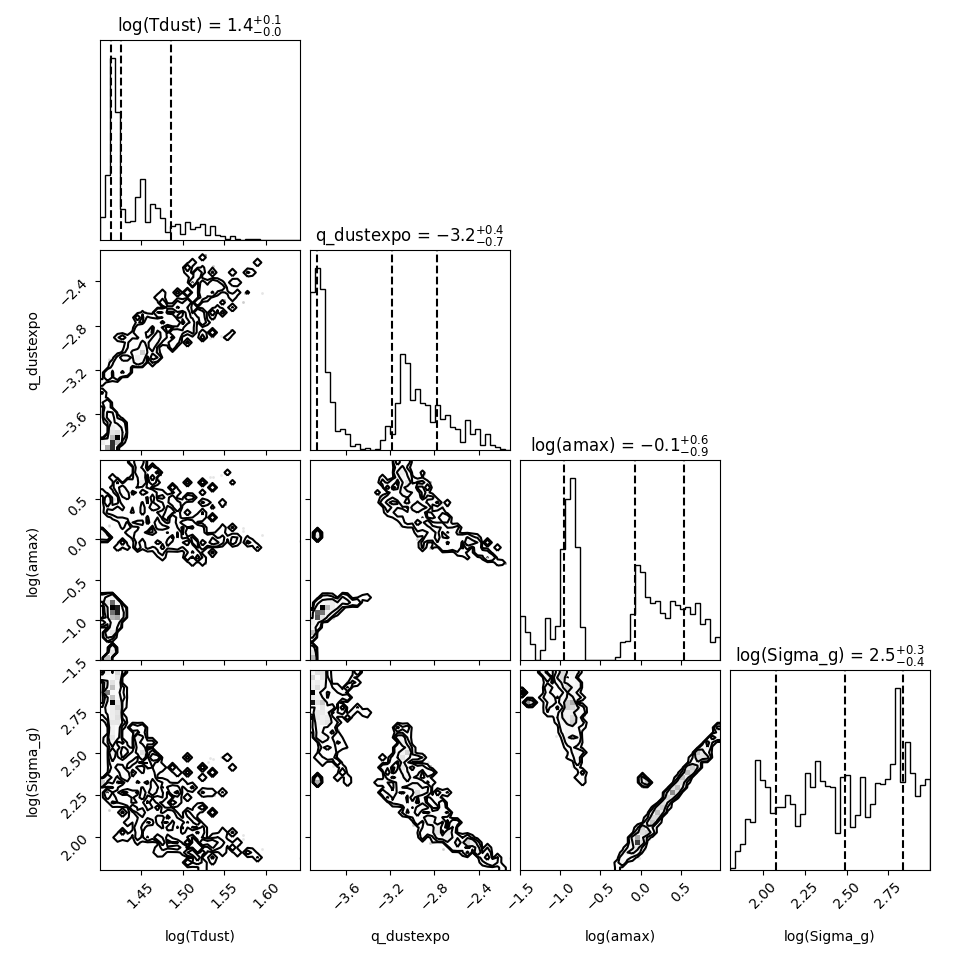 log(Tdust) = 1.4+0.1−0.0
q_dustexpo = −3.2+0.4−0.7
q_dustexpo
−2.4
−2.8
−3.2
−3.6
log(amax) = −0.1+0.6−0.9
log(amax)
0.5
0.0
−0.5
−1.0
−1.5
log(Sigma_g) = 2.5+0.3−0.4
log(Sigma_g)
2.75
2.50
2.25
2.00
1.45 1.50 1.55 1.60
−3.6 −3.2 −2.8 −2.4
−1.5 −1.0 −0.5 0.0 0.5
2.00 2.25 2.50 2.75
log(Tdust) q_dustexpo log(amax) log(Sigma_g)